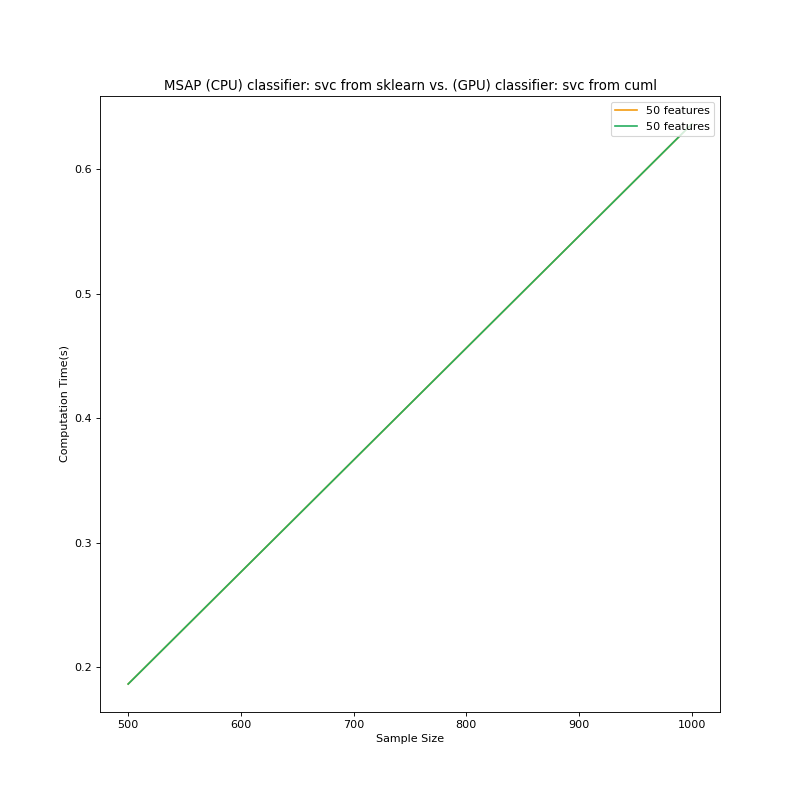 MSAP (CPU) classifier: svc from sklearn vs. (GPU) classifier: svc from cuml
50 features
50 features
0.6
0.5
0.4
0.3
0.2
Computation Time(s)
500 600 700 800 900 1000
Sample Size